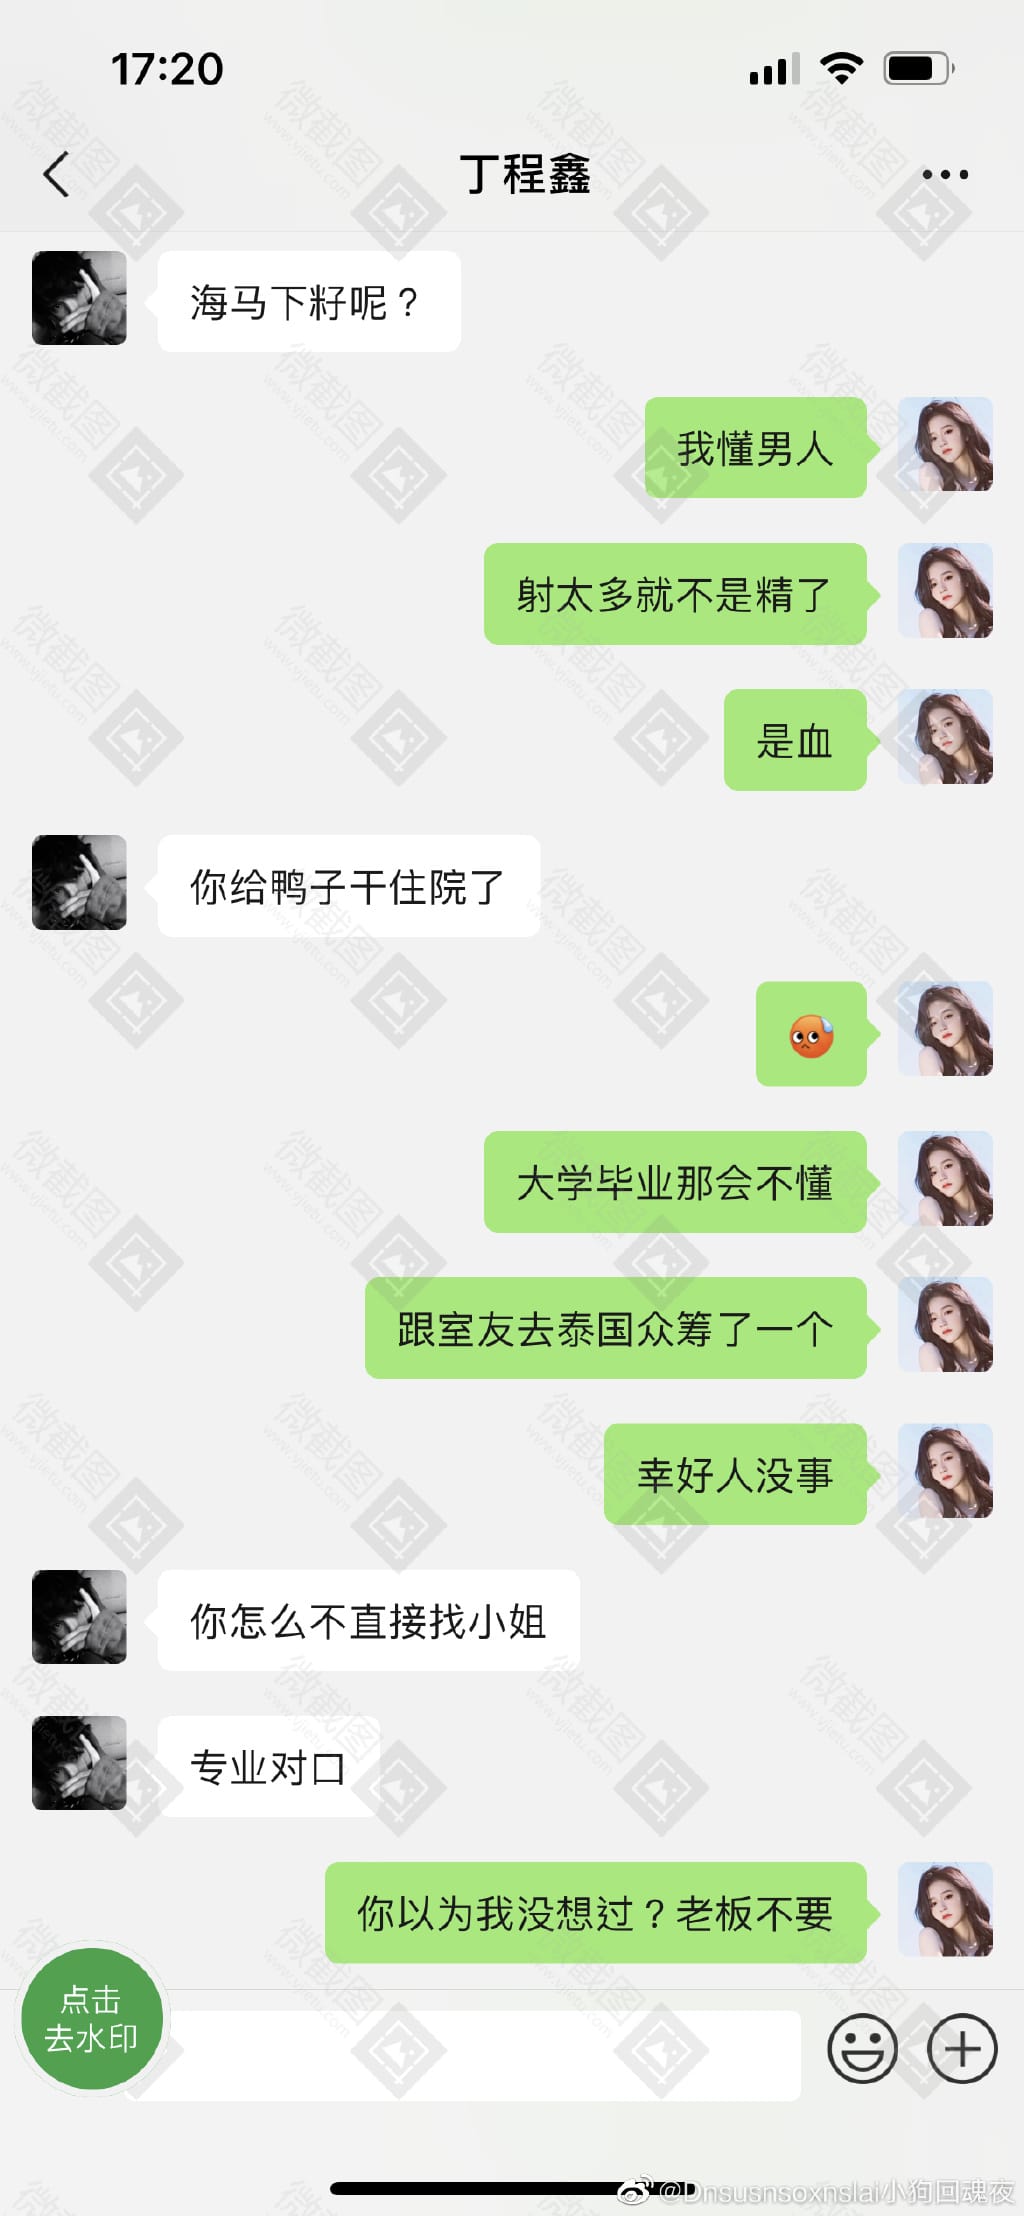 17:20
丁程鑫
海马下籽呢？
我懂男人
射太多就不是精了
是血
你给鸭子干住院了
大学毕业那会不懂
跟室友去泰国众筹了一个
幸好人没事
你怎么不直接找小姐
专业对口
你以为我没想过？老板不要
点击
去水印
@Dnsusnsoxnslai小狗回魂夜
微截图
www.vjietu.com